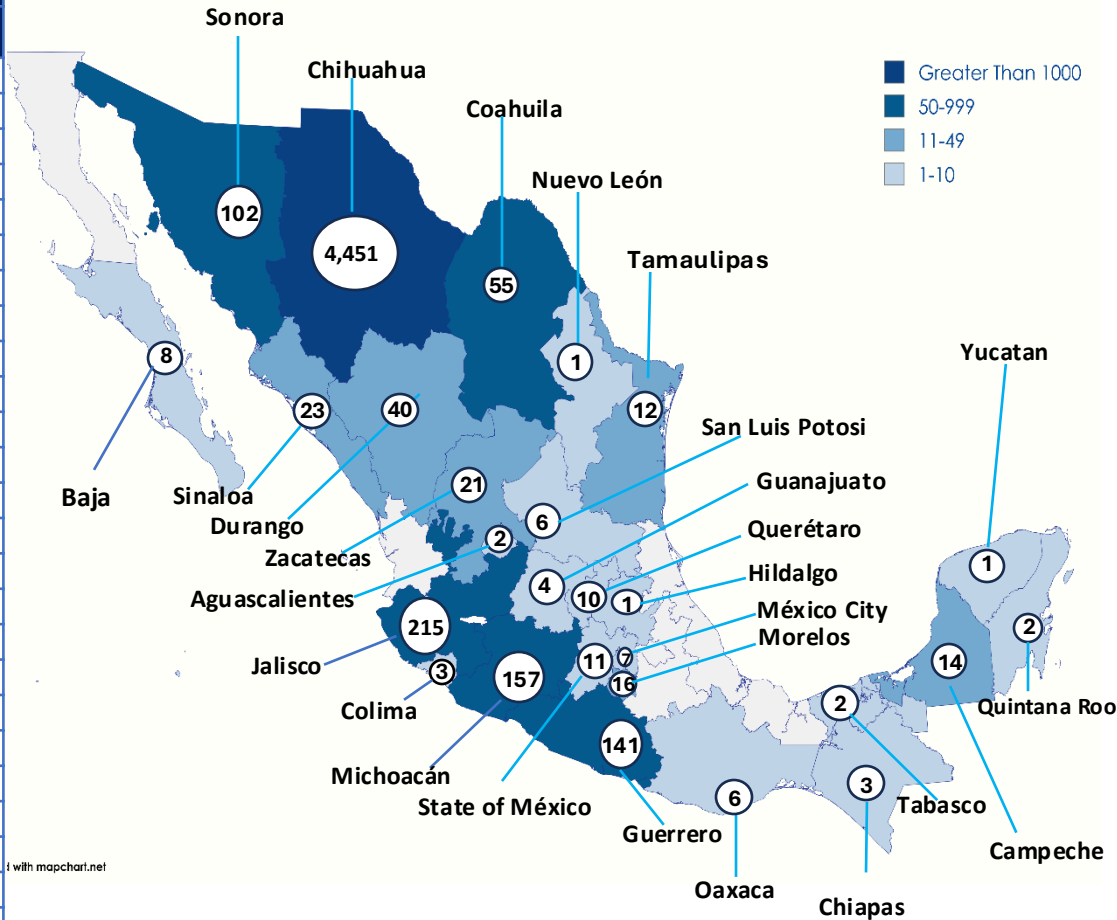 Sonora
Chihuahua
Coahuila
Nuevo León
Tamaulipas
Greater Than 1000
50-999
11-49
1-10
102
4,451
55
1
8
23
40
12
Yucatan
San Luis Potosi
Guanajuato
Querétaro
Hildalgo
México City
Morelos
Baja
Sinaloa
Durango
Zacatecas
Aguascalientes
21
6
2
4
10
1
7
11
16
215
3
157
141
Jalisco
Colima
Michoacán
State of México
Guerrero
6
Oaxaca
3
Chiapas
2
Tabasco
14
Campeche
1
2
Quintana Roo
with mapchart.net